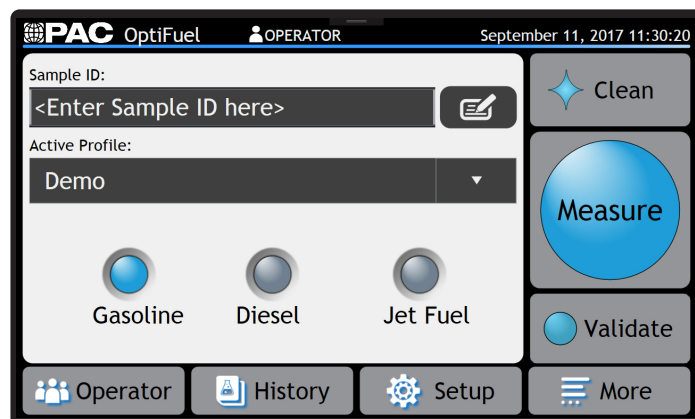 PAC OptiFuel OPERATOR September 11, 2017 11:30:20
Sample ID:
<Enter Sample ID here>
Clean
Active Profile:
Demo
Measure
Gasoline Diesel Jet Fuel
Validate
Operator History Setup More